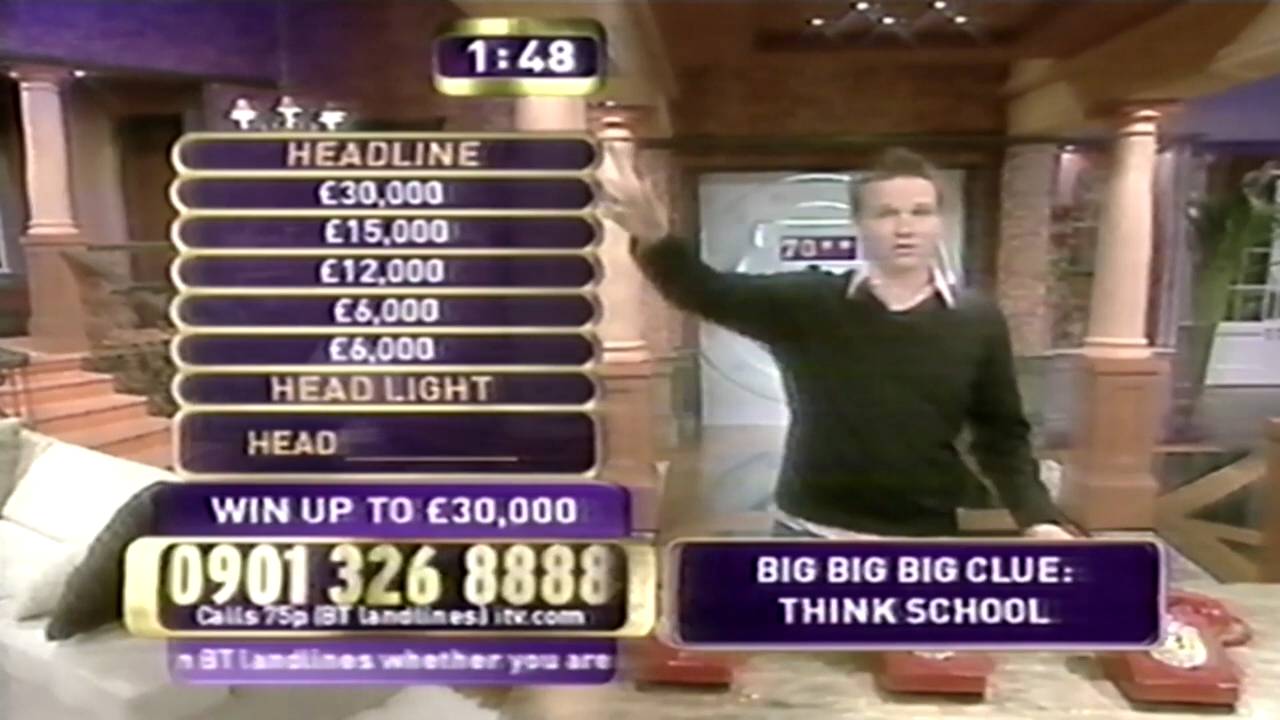 1:48
HEADLINE
£30,000
£15,000
£12,000
£6,000
£6,000
HEAD LIGHT
HEAD
WIN UP TO £30,000
0901 326 8888
Calls 75p (BT landlines) itv.com
n BT landlines whether you are
70**
BIG BIG BIG CLUE:
THINK SCHOOL